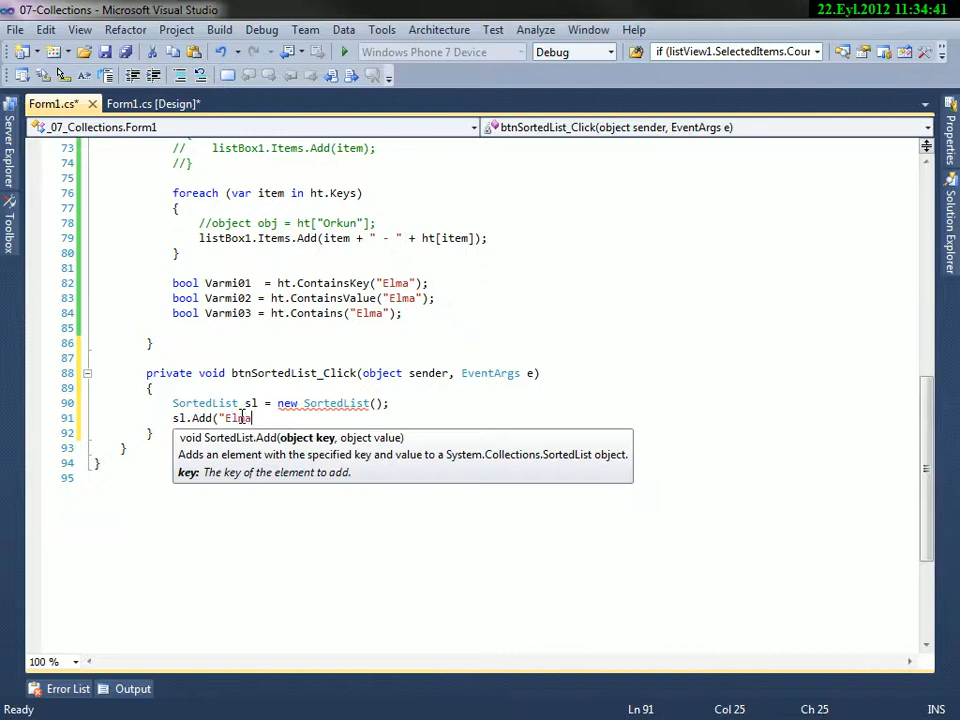 07-Collections - Microsoft Visual Studio
22.Eyl.2012 11:34:41
File Edit View Refactor Project Build Debug Team Data Tools Architecture Test Analyze Window Help
Windows Phone 7 Device Debug if (listView1.SelectedItems.Cour
Form1.cs* Form1.cs [Design]*
_07_Collections.Form1 btnSortedList_Click(object sender, EventArgs e)
Server Explorer
Toolbox
Properties
Solution Explorer
73 // listBox1.Items.Add(item);
74 //}
75
76 foreach (var item in ht.Keys)
77 {
78 //object obj = ht["Orkun"];
79 listBox1.Items.Add(item + " - " + ht[item]);
80 }
81
82 bool Varmi01  = ht.ContainsKey("Elma");
83 bool Varmi02 = ht.ContainsValue("Elma");
84 bool Varmi03 = ht.Contains("Elma");
85
86 }
87
88 private void btnSortedList_Click(object sender, EventArgs e)
89 {
90 SortedList sl = new SortedList();
91 sl.Add("Elma
92 }
void SortedList.Add(object key, object value)
93 }
Adds an element with the specified key and value to a System.Collections.SortedList object.
94 }
key: The key of the element to add.
95
100 %
Error List Output
Ready Ln 91 Col 25 Ch 25 INS